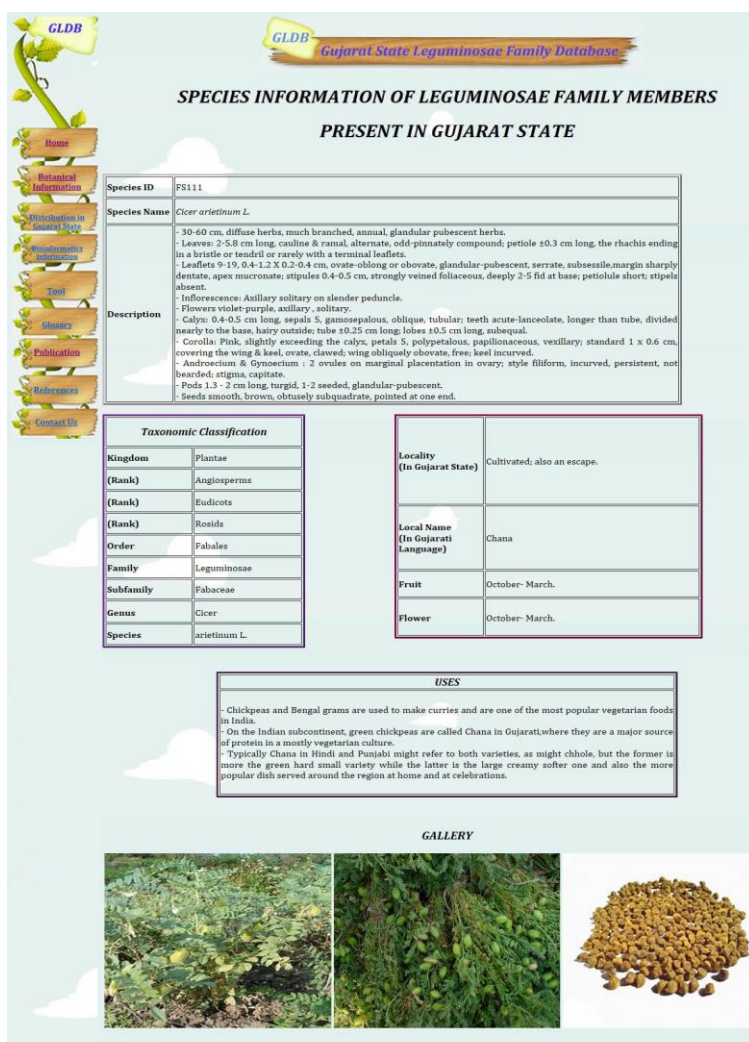 GLDB
GLDB
Gujarat State Leguminosae Family Database
SPECIES INFORMATION OF LEGUMINOSAE FAMILY MEMBERS
PRESENT IN GUJARAT STATE
Home
Botanical
Information
Distribution in
Gujarat State
Bioinformatics
Information
Tool
Glosary
Publication
References
Contact Us
Species ID FS111
Species Name Cicer arietinum L.
Description
- 30-60 cm, diffuse herbs, much branched, annual, glandular pubescent herbs.
- Leaves: 2-5.8 cm long, cauline & ramal, alternate, odd-pinnately compound; petiole ±0.3 cm long, the rhachis ending
in a bristle or tendril or rarely with a terminal leaflets.
- Leaflets 9-19, 0.4-1.2 X 0.2-0.4 cm, ovate-oblong or obovate, glandular-pubescent, serrate, subsessile,margin sharply
dentate, apex mucronate; stipules 0.4-0.5 cm, strongly veined foliaceous, deeply 2-5 fid at base; petiolule short; stipels
absent.
- Inflorescence: Axillary solitary on slender peduncle.
- Flowers violet-purple, axillary , solitary.
- Calyx: 0.4-0.5 cm long, sepals 5, gamosepalous, oblique, tubular; teeth acute-lanceolate, longer than tube, divided
nearly to the base, hairy outside; tube ±0.25 cm long; lobes ±0.5 cm long, subequal.
- Corolla: Pink, slightly exceeding the calyx, petals 5, polypetalous, papilionaceous, vexillary; standard 1 x 0.6 cm,
covering the wing & keel, ovate, clawed; wing obliquely obovate, free; keel incurved.
- Androecium & Gynoecium : 2 ovules on marginal placentation in ovary; style filiform, incurved, persistent, not
bearded; stigma, capitate.
- Pods 1.3 - 2 cm long, turgid, 1-2 seeded, glandular-pubescent.
- Seeds smooth, brown, obtusely subquadrate, pointed at one end.
Taxonomic Classification
Kingdom Plantae
(Rank) Angiosperms
(Rank) Eudicots
(Rank) Rosids
Order Fabales
Family Leguminosae
Subfamily Fabaceae
Genus Cicer
Species arietinum L.
Locality
(In Gujarat State) Cultivated; also an escape.
Local Name
(In Gujarati Chana
Language)
Fruit October- March.
Flower October- March.
USES
- Chickpeas and Bengal grams are used to make curries and are one of the most popular vegetarian foods
in India.
- On the Indian subcontinent, green chickpeas are called Chana in Gujarati,where they are a major source
of protein in a mostly vegetarian culture.
- Typically Chana in Hindi and Punjabi might refer to both varieties, as might chhole, but the former is
more the green hard small variety while the latter is the large creamy softer one and also the more
popular dish served around the region at home and at celebrations.
GALLERY